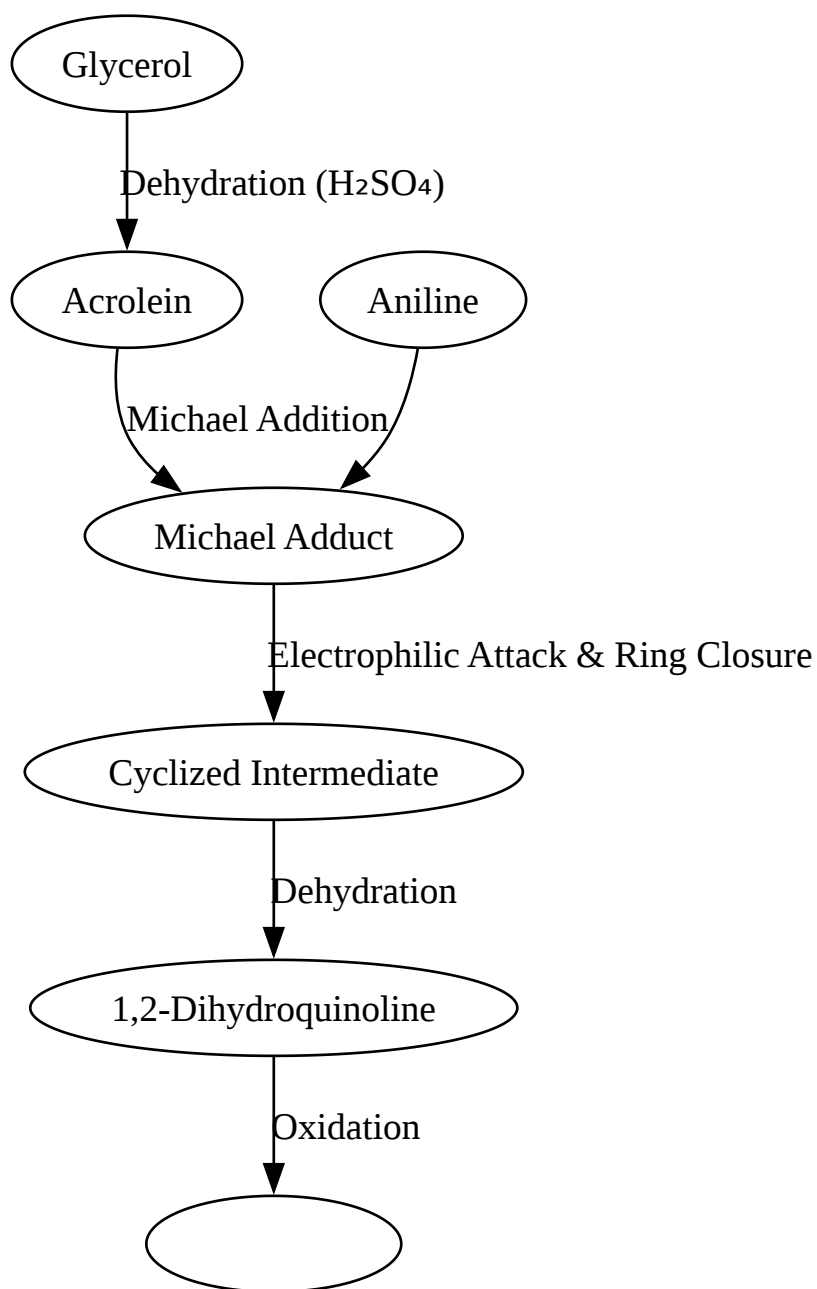 Glycerol
Dehydration (H₂SO₄)
Acrolein
Aniline
Michael Addition
Michael Adduct
Electrophilic Attack & Ring Closure
Cyclized Intermediate
Dehydration
1,2-Dihydroquinoline
Oxidation